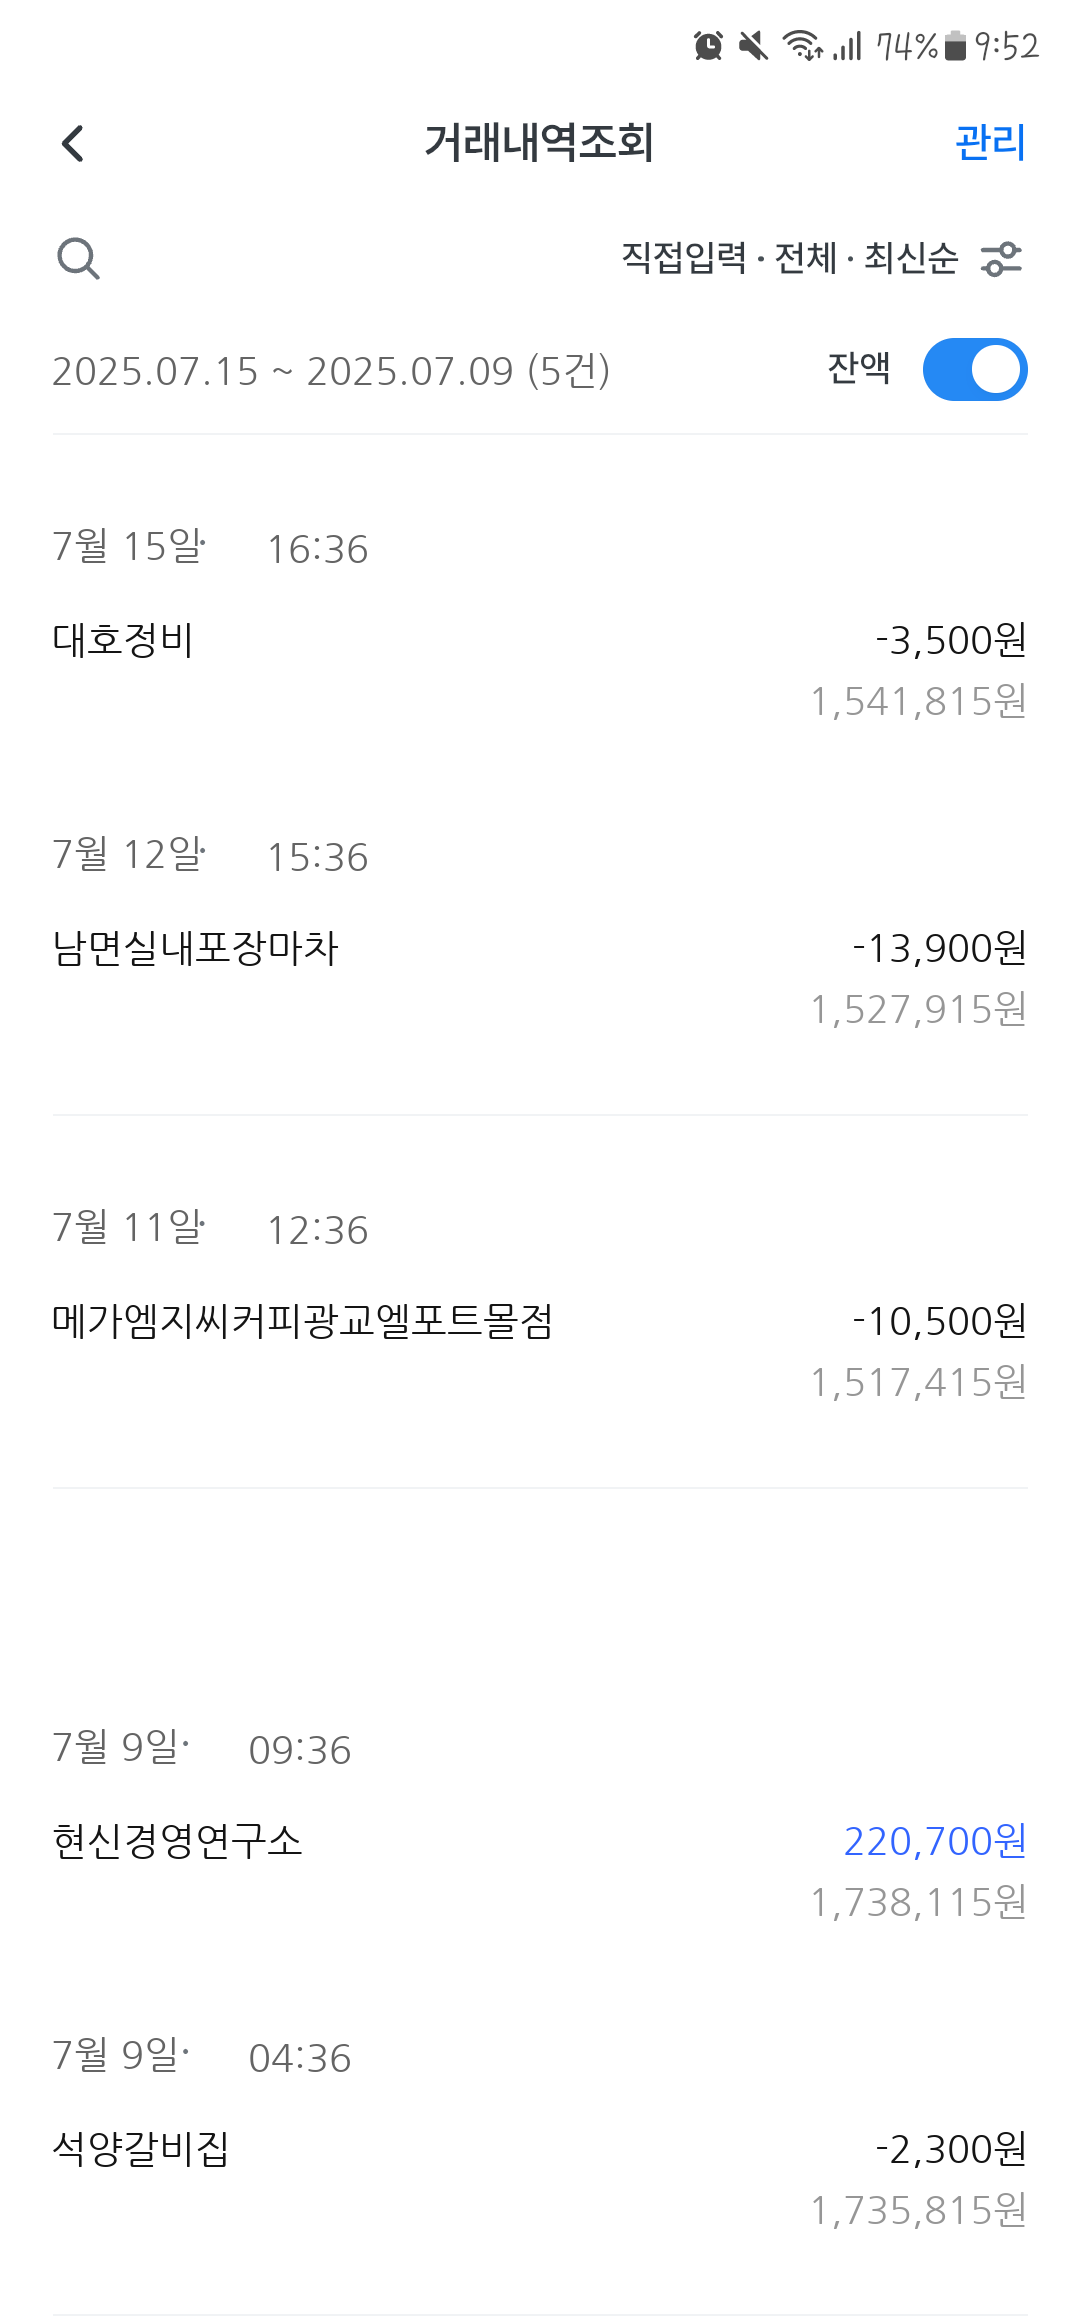 74% 9:52
거래내역조회 관리
직접입력 · 전체 · 최신순
2025.07.15 ~ 2025.07.09 (5건) 잔액
7월 15일· 16:36
대호정비 -3,500원
1,541,815원
7월 12일· 15:36
남면실내포장마차 -13,900원
1,527,915원
7월 11일· 12:36
메가엠지씨커피광교엘포트몰점 -10,500원
1,517,415원
7월 9일· 09:36
현신경영연구소 220,700원
1,738,115원
7월 9일· 04:36
석양갈비집 -2,300원
1,735,815원